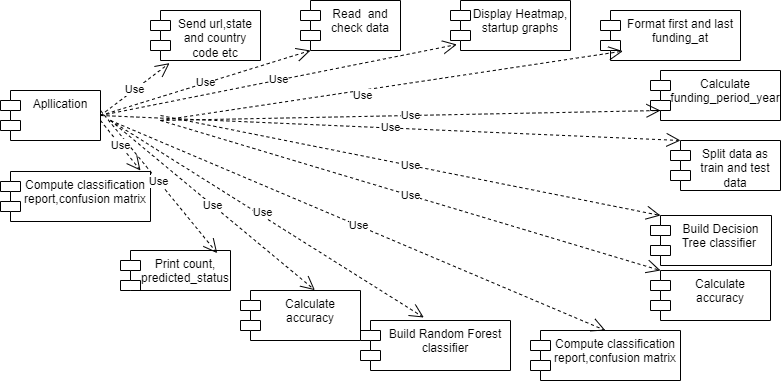 Send url,state
and country
code etc
Read and
check data
Display Heatmap,
startup graphs
Format first and last
funding_at
Use
Use
Use
Use
Apllication
Calculate
funding_period_year
Use
Use
Use
Split data as
train and test
data
Use
Compute classification
report,confusion matrix
Use
Use
Use
Use
Use
Build Decision
Tree classifier
Print count,
predicted_status
Calculate
accuracy
Calculate
accuracy
Build Random Forest
classifier
Compute classification
report,confusion matrix